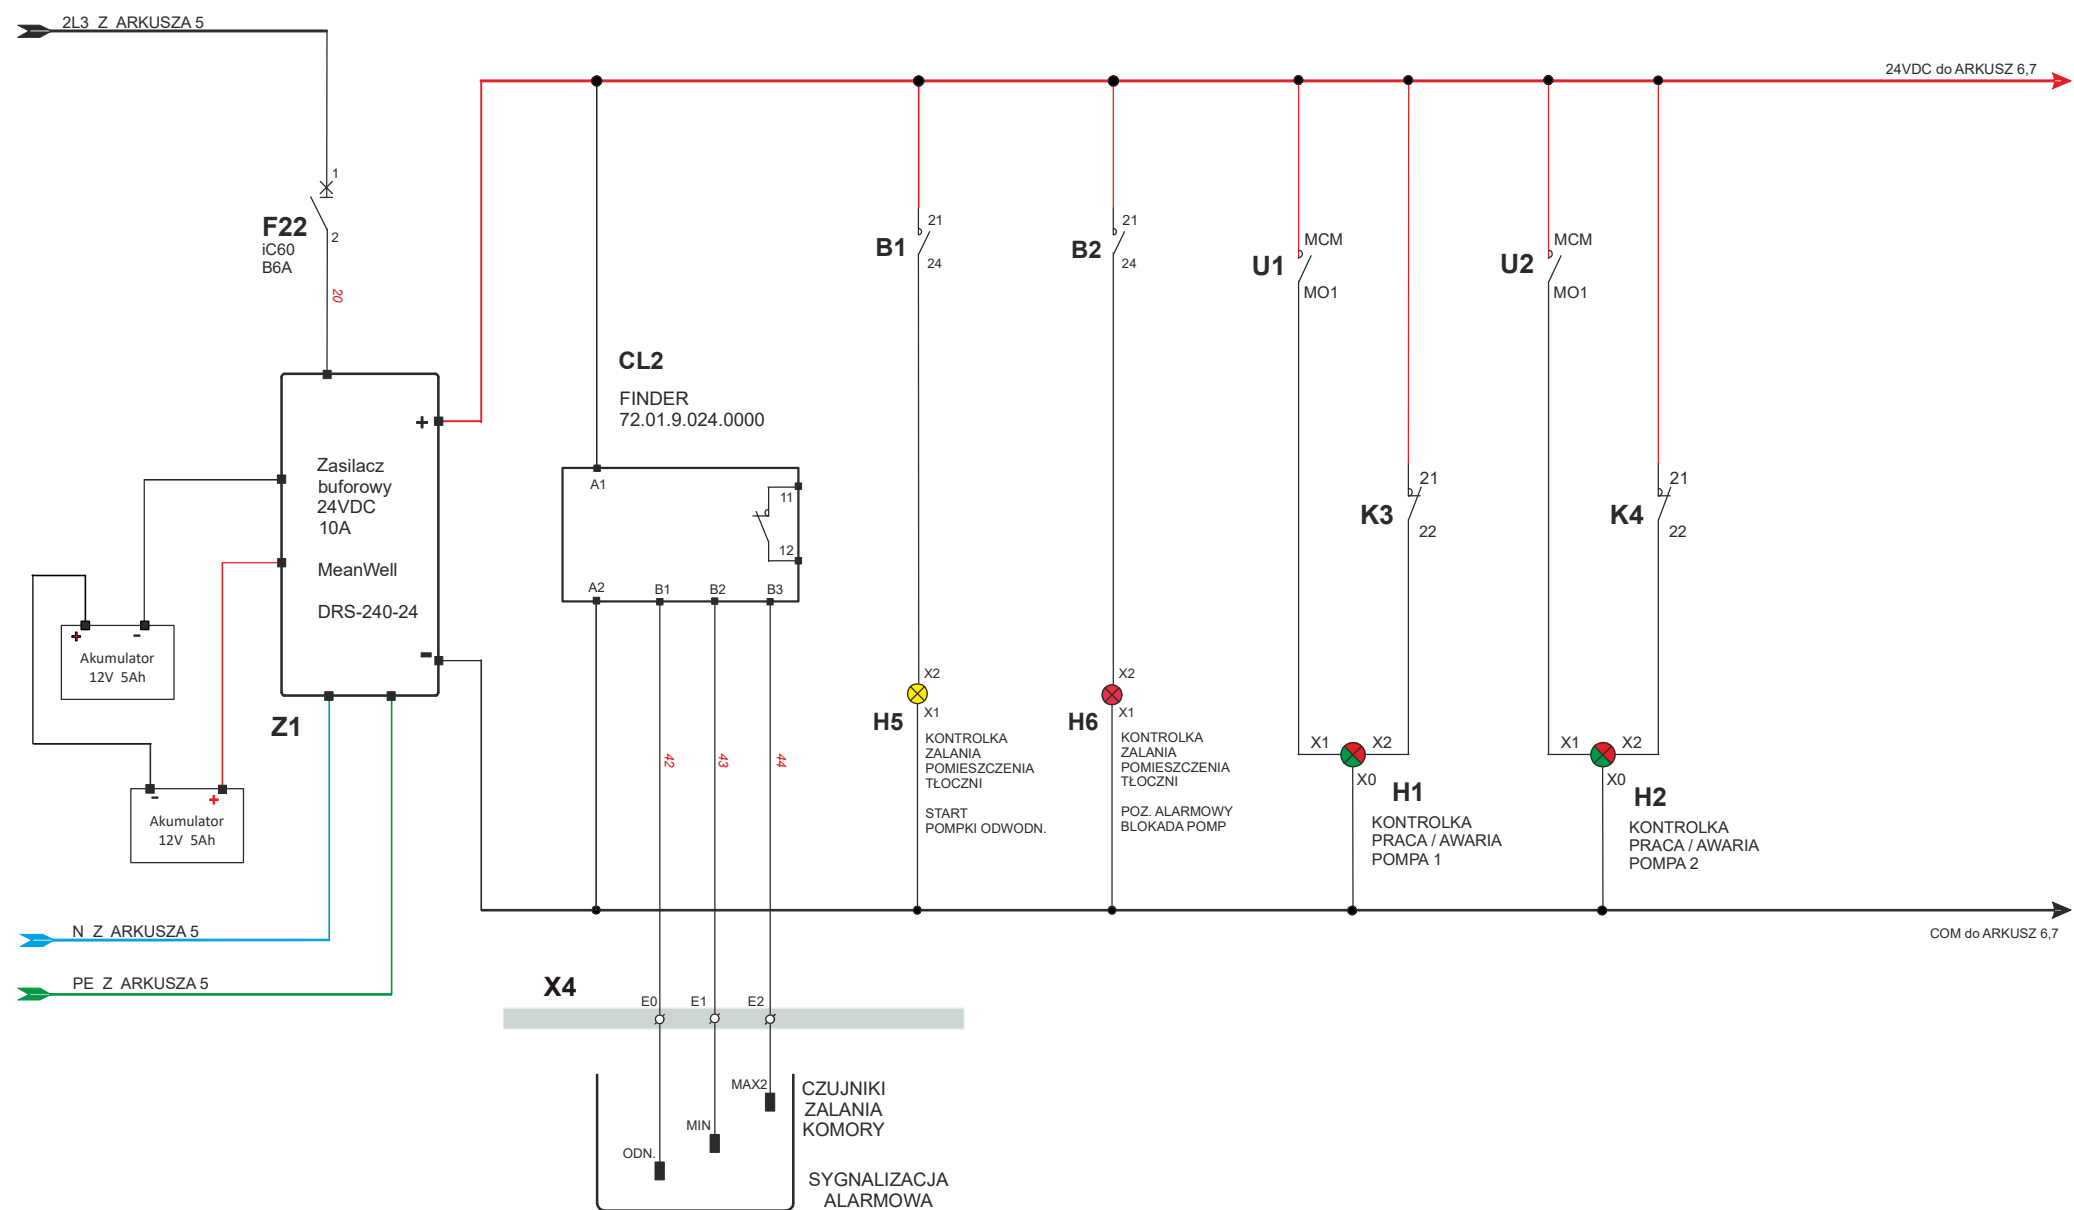 2L3 Z ARKUSZA 5
24VDC do ARKUSZ 6,7
1
F22
iC60
B6A
2
20
B1
21
24
B2
21
24
U1
MCM
MO1
U2
MCM
MO1
CL2
FINDER
72.01.9.024.0000
+
Zasilacz
buforowy
24VDC
10A
MeanWell
DRS-240-24
-
Z1
A1
11
12
A2
B1
B2
B3
K3
21
22
K4
21
22
+
-
Akumulator
12V 5Ah
-
+
Akumulator
12V 5Ah
42
43
44
X2
H5
X1
KONTROLKA
ZALANIA
POMIESZCZENIA
TŁOCZNI
START
POMPKI ODWODN.
X2
H6
X1
KONTROLKA
ZALANIA
POMIESZCZENIA
TŁOCZNI
POZ. ALARMOWY
BLOKADA POMP
X1
X2
X0
H1
KONTROLKA
PRACA / AWARIA
POMPA 1
X1
X2
X0
H2
KONTROLKA
PRACA / AWARIA
POMPA 2
N Z ARKUSZA 5
COM do ARKUSZ 6,7
PE Z ARKUSZA 5
X4
E0
E1
E2
MAX2
MIN
ODN.
CZUJNIKI
ZALANIA
KOMORY
SYGNALIZACJA
ALARMOWA